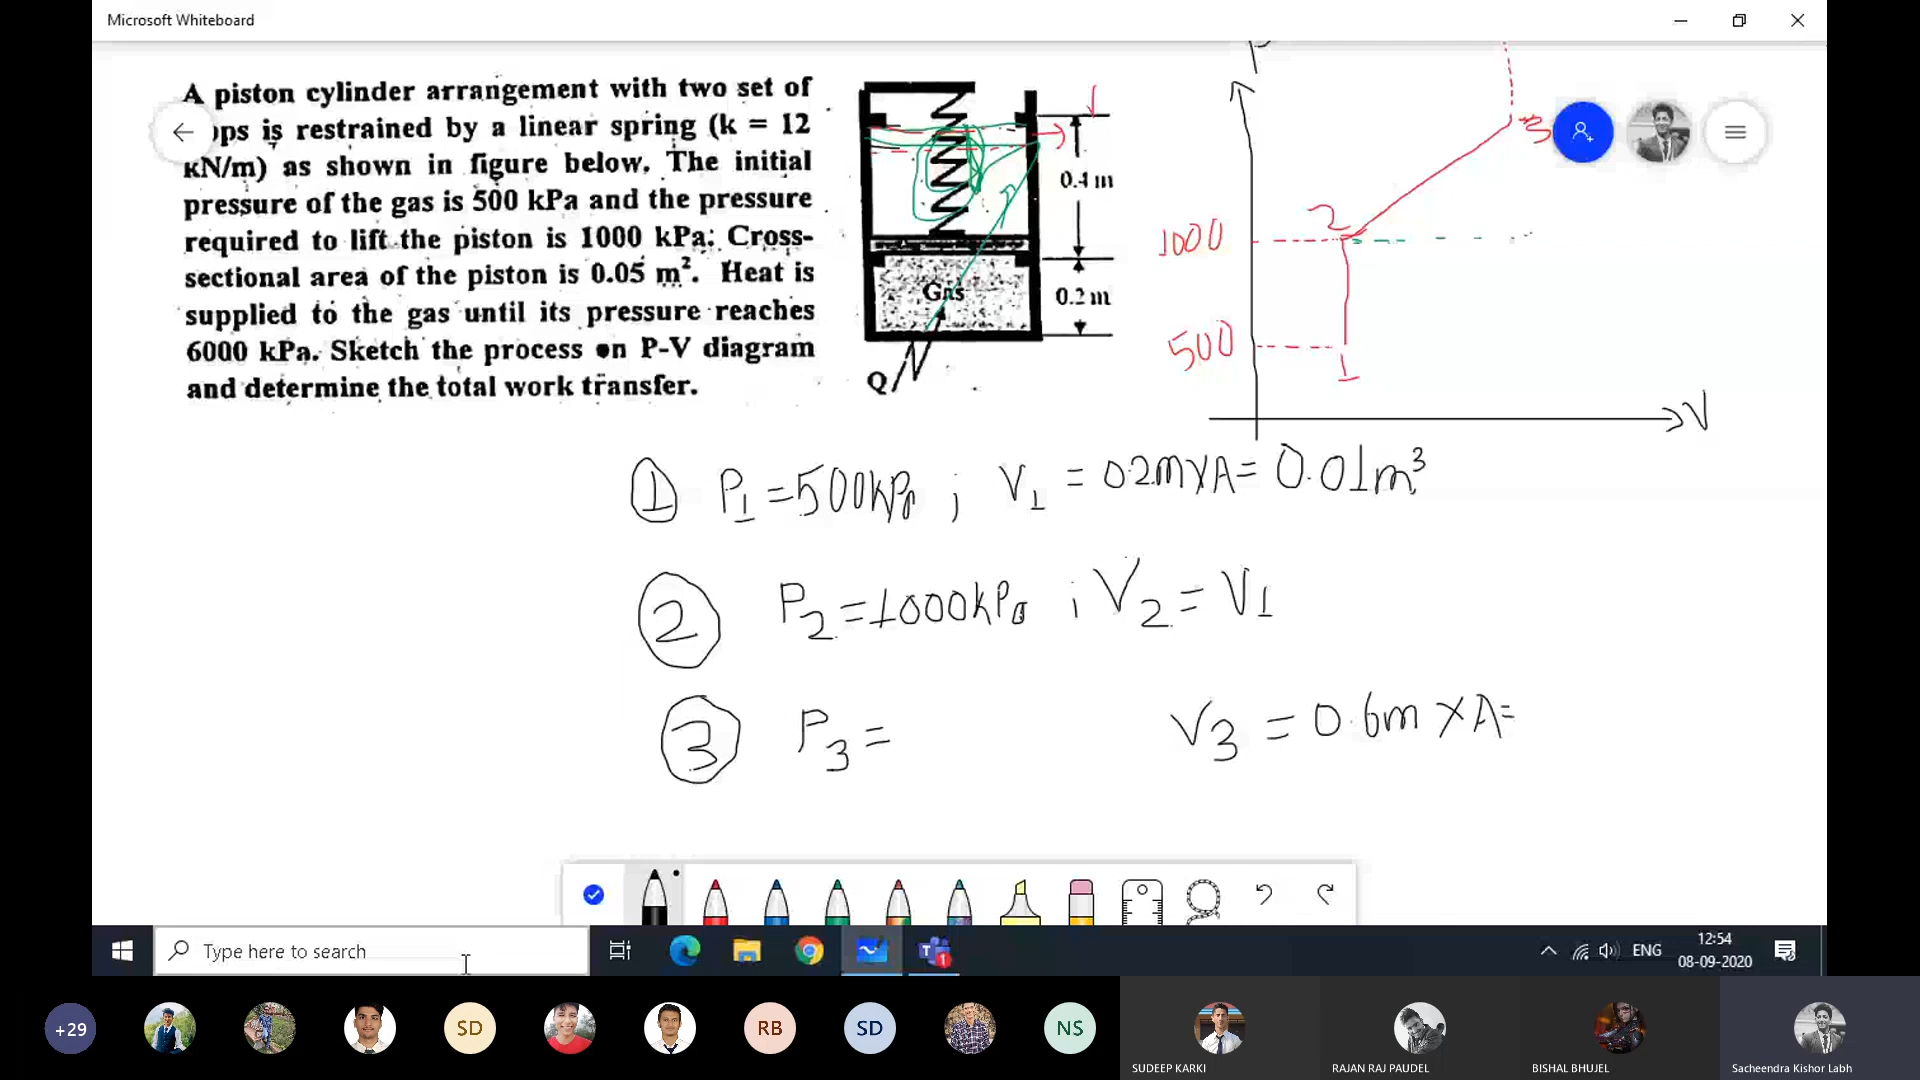 Microsoft Whiteboard
A piston cylinder arrangement with two set of
ops is restrained by a linear spring (k = 12
kN/m) as shown in figure below. The initial
pressure of the gas is 500 kPa and the pressure
required to lift the piston is 1000 kPa: Cross-
sectional area of the piston is 0.05 m². Heat is
supplied to the gas until its pressure reaches
6000 kPa. Sketch the process on P-V diagram
and determine the total work transfer.
0.4 m
Gas
0.2 m
Q
P
3
2
1000
500
1
V
1 P1 = 500kPa ; V1 = 0.2m×A = 0.01m³
2 P2 = 1000kPa ; V2 = V1
3 P3 = V3 = 0.6m × A =
Type here to search
1
ENG
12:54
08-09-2020
+29
SD
RB
SD
NS
SUDEEP KARKI
RAJAN RAJ PAUDEL
BISHAL BHUJEL
Sacheendra Kishor Labh